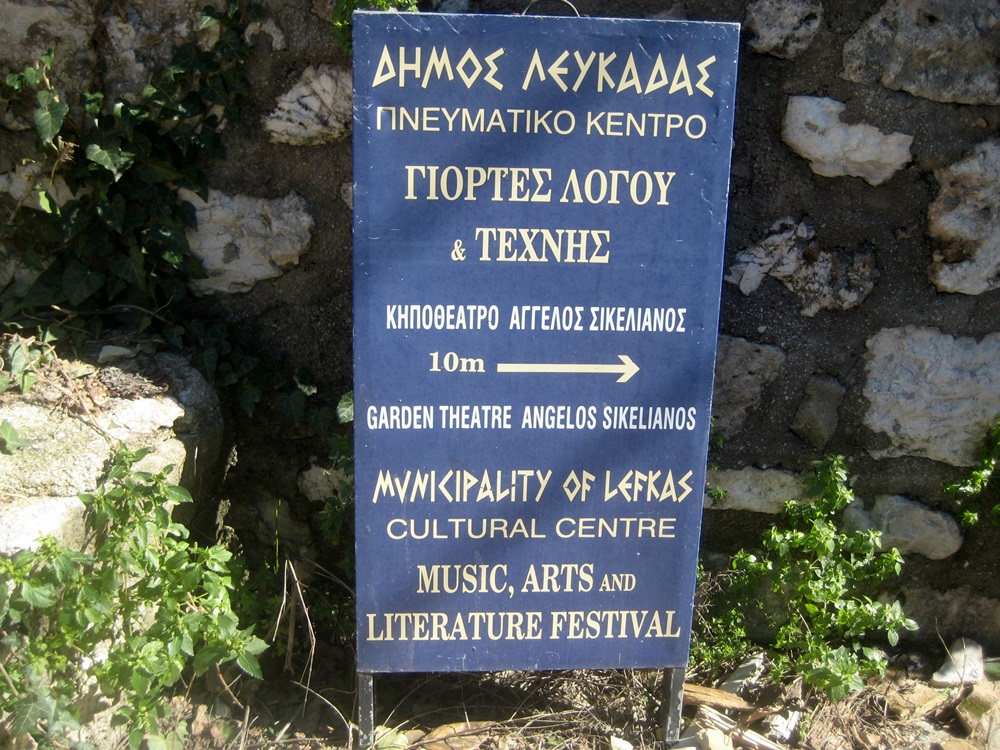 ΔΗΜΟΣ ΛΕΥΚΑΔΑΣ
ΠΝΕΥΜΑΤΙΚΟ ΚΕΝΤΡΟ
ΓΙΟΡΤΕΣ ΛΟΓΟΥ
& ΤΕΧΝΗΣ
ΚΗΠΟΘΕΑΤΡΟ ΑΓΓΕΛΟΣ ΣΙΚΕΛΙΑΝΟΣ
10m
GARDEN THEATRE ANGELOS SIKELIANOS
MUNICIPALITY OF LEFKAS
CULTURAL CENTRE
MUSIC, ARTS AND
LITERATURE FESTIVAL